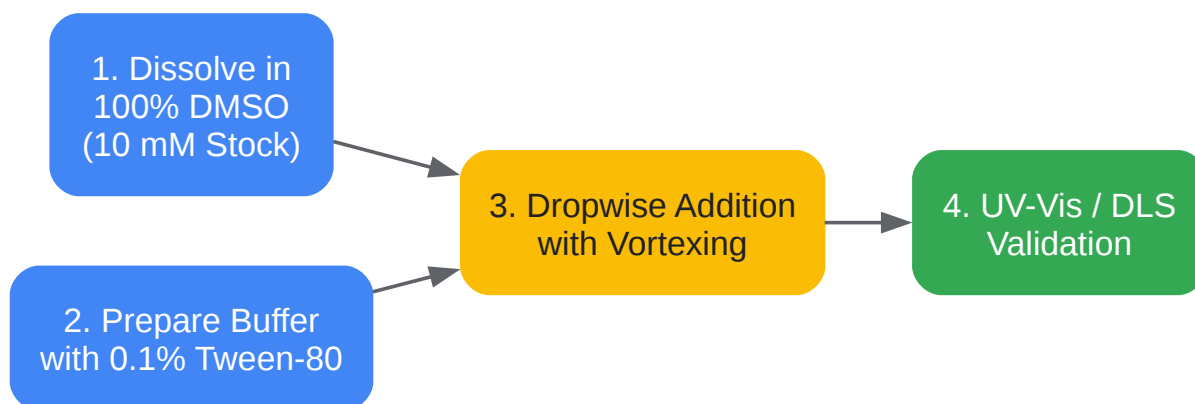 1. Dissolve in
100% DMSO
(10 mM Stock)
2. Prepare Buffer
with 0.1% Tween-80
3. Dropwise Addition
with Vortexing
4. UV-Vis / DLS
Validation